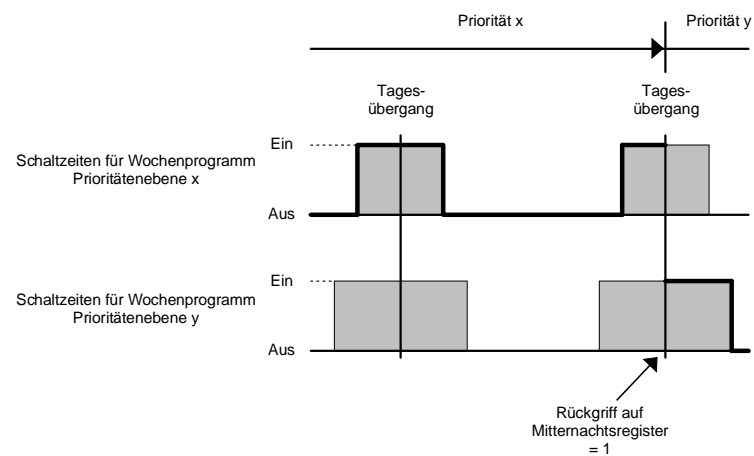 Priorität x
Priorität y
Tages-
übergang
Tages-
übergang
Ein
Schaltzeiten für Wochenprogramm
Prioritätenebene x
Aus
Ein
Schaltzeiten für Wochenprogramm
Prioritätenebene y
Aus
Rückgriff auf
Mitternachtsregister
= 1